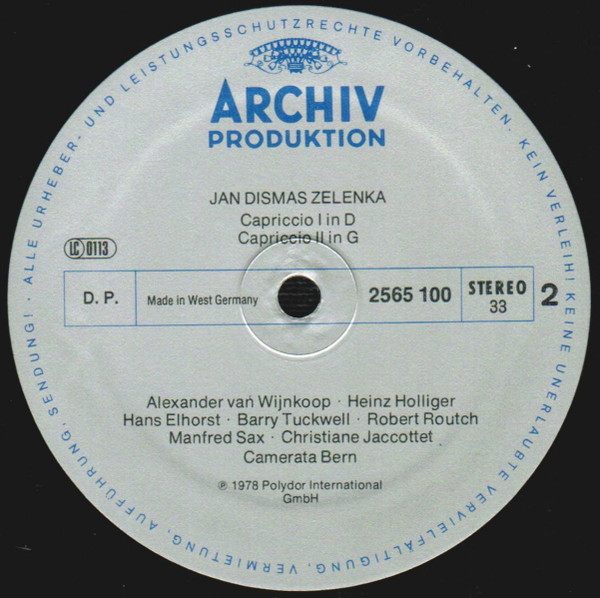 ALLE URHEBER- UND LEISTUNGSSCHUTZRECHTE VORBEHALTEN. KEIN VERLEIH! KEINE UNERLAUBTE VERVIELFÄLTIGUNG, VERMIETUNG, AUFFÜHRUNG, SENDUNG! ·
ARCHIV
PRODUKTION
JAN DISMAS ZELENKA
Capriccio I in D
Capriccio II in G
LC 0113
D. P.
Made in West Germany
2565 100
STEREO
33
2
Alexander van Wijnkoop · Heinz Holliger
Hans Elhorst · Barry Tuckwell · Robert Routch
Manfred Sax · Christiane Jaccottet
Camerata Bern
℗ 1978 Polydor International
GmbH